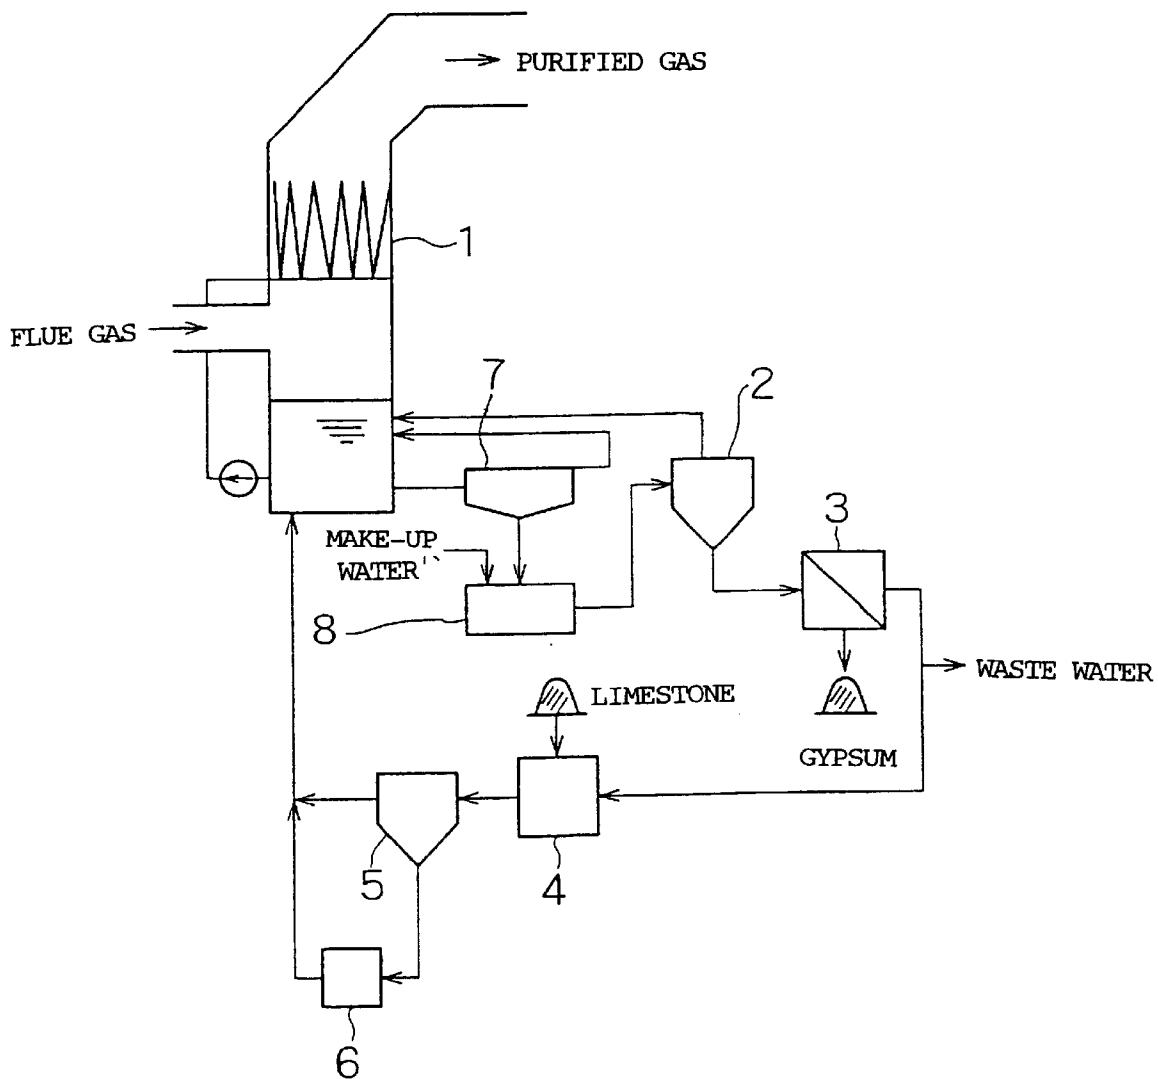 PURIFIED GAS
1
FLUE GAS
7
2
3
MAKE-UP
WATER
8
WASTE WATER
LIMESTONE
GYPSUM
5
4
6